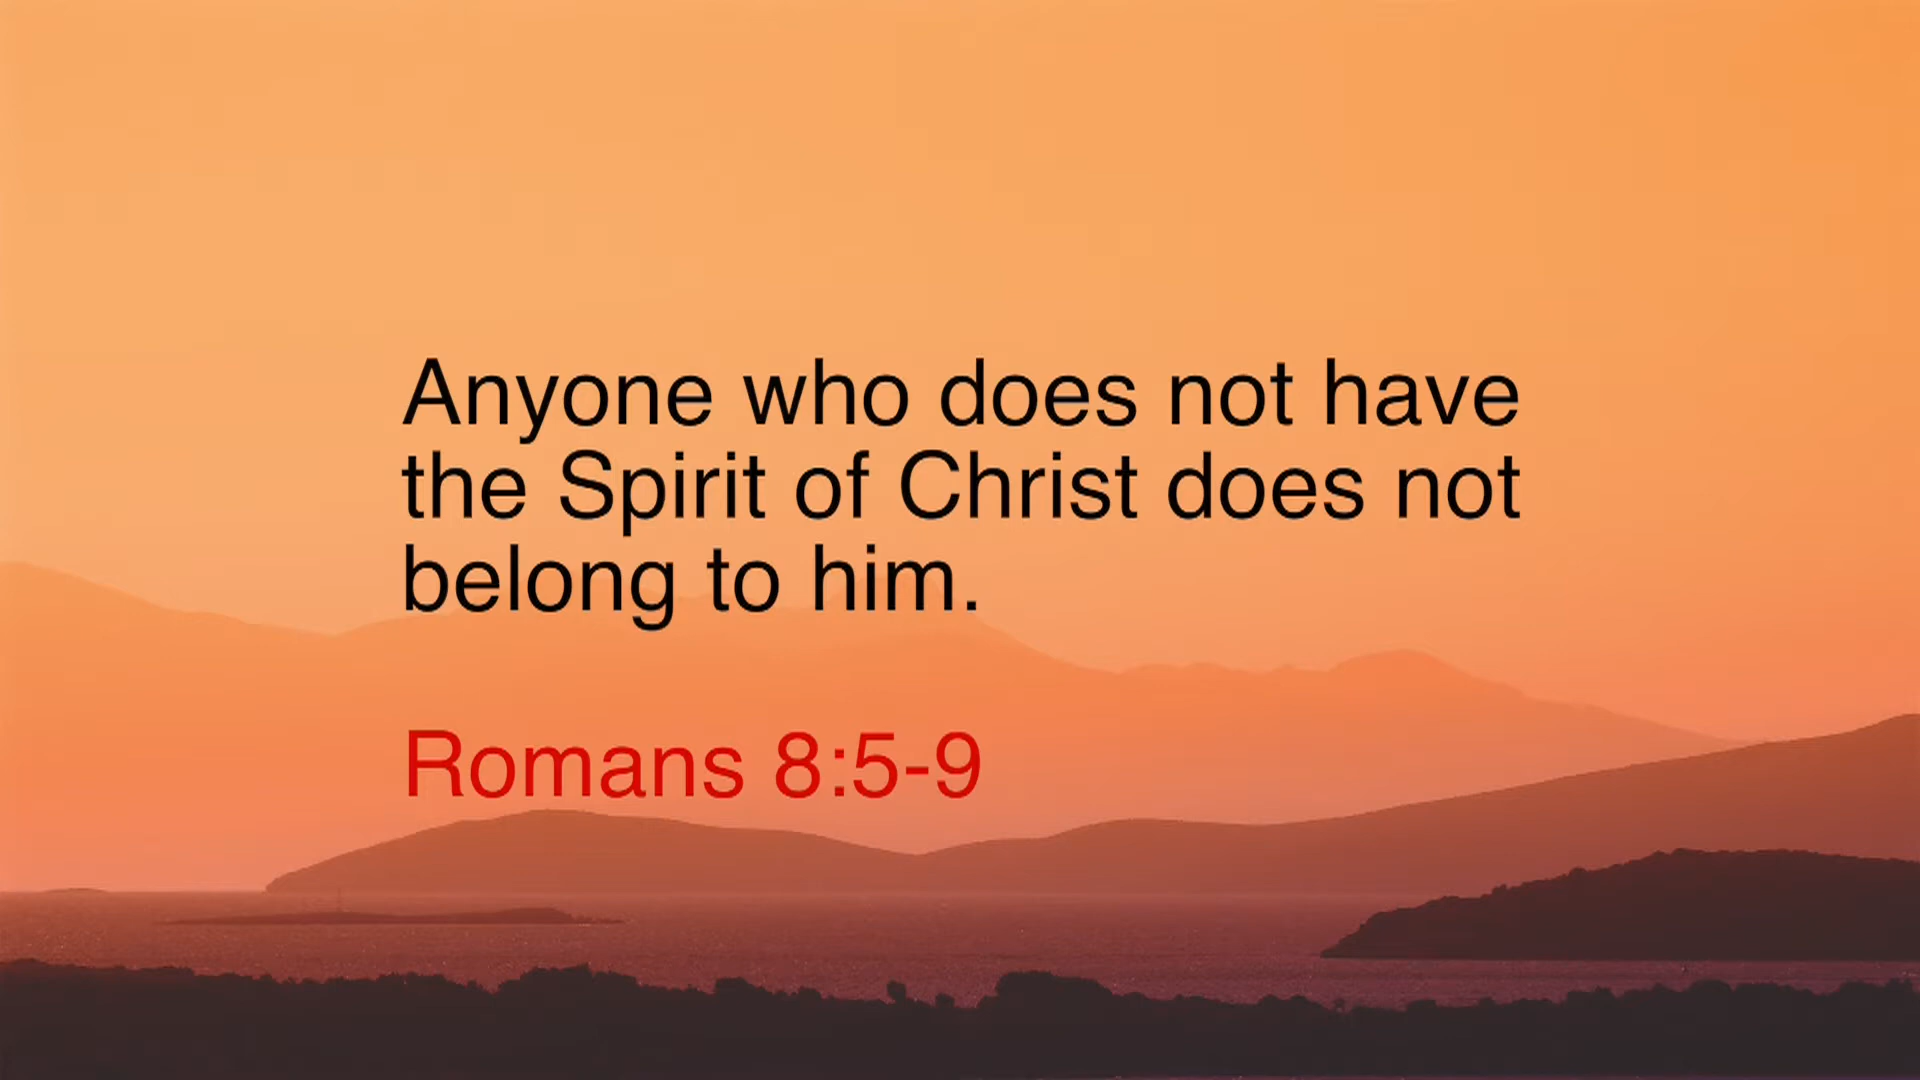 Anyone who does not have
the Spirit of Christ does not
belong to him.
Romans 8:5-9